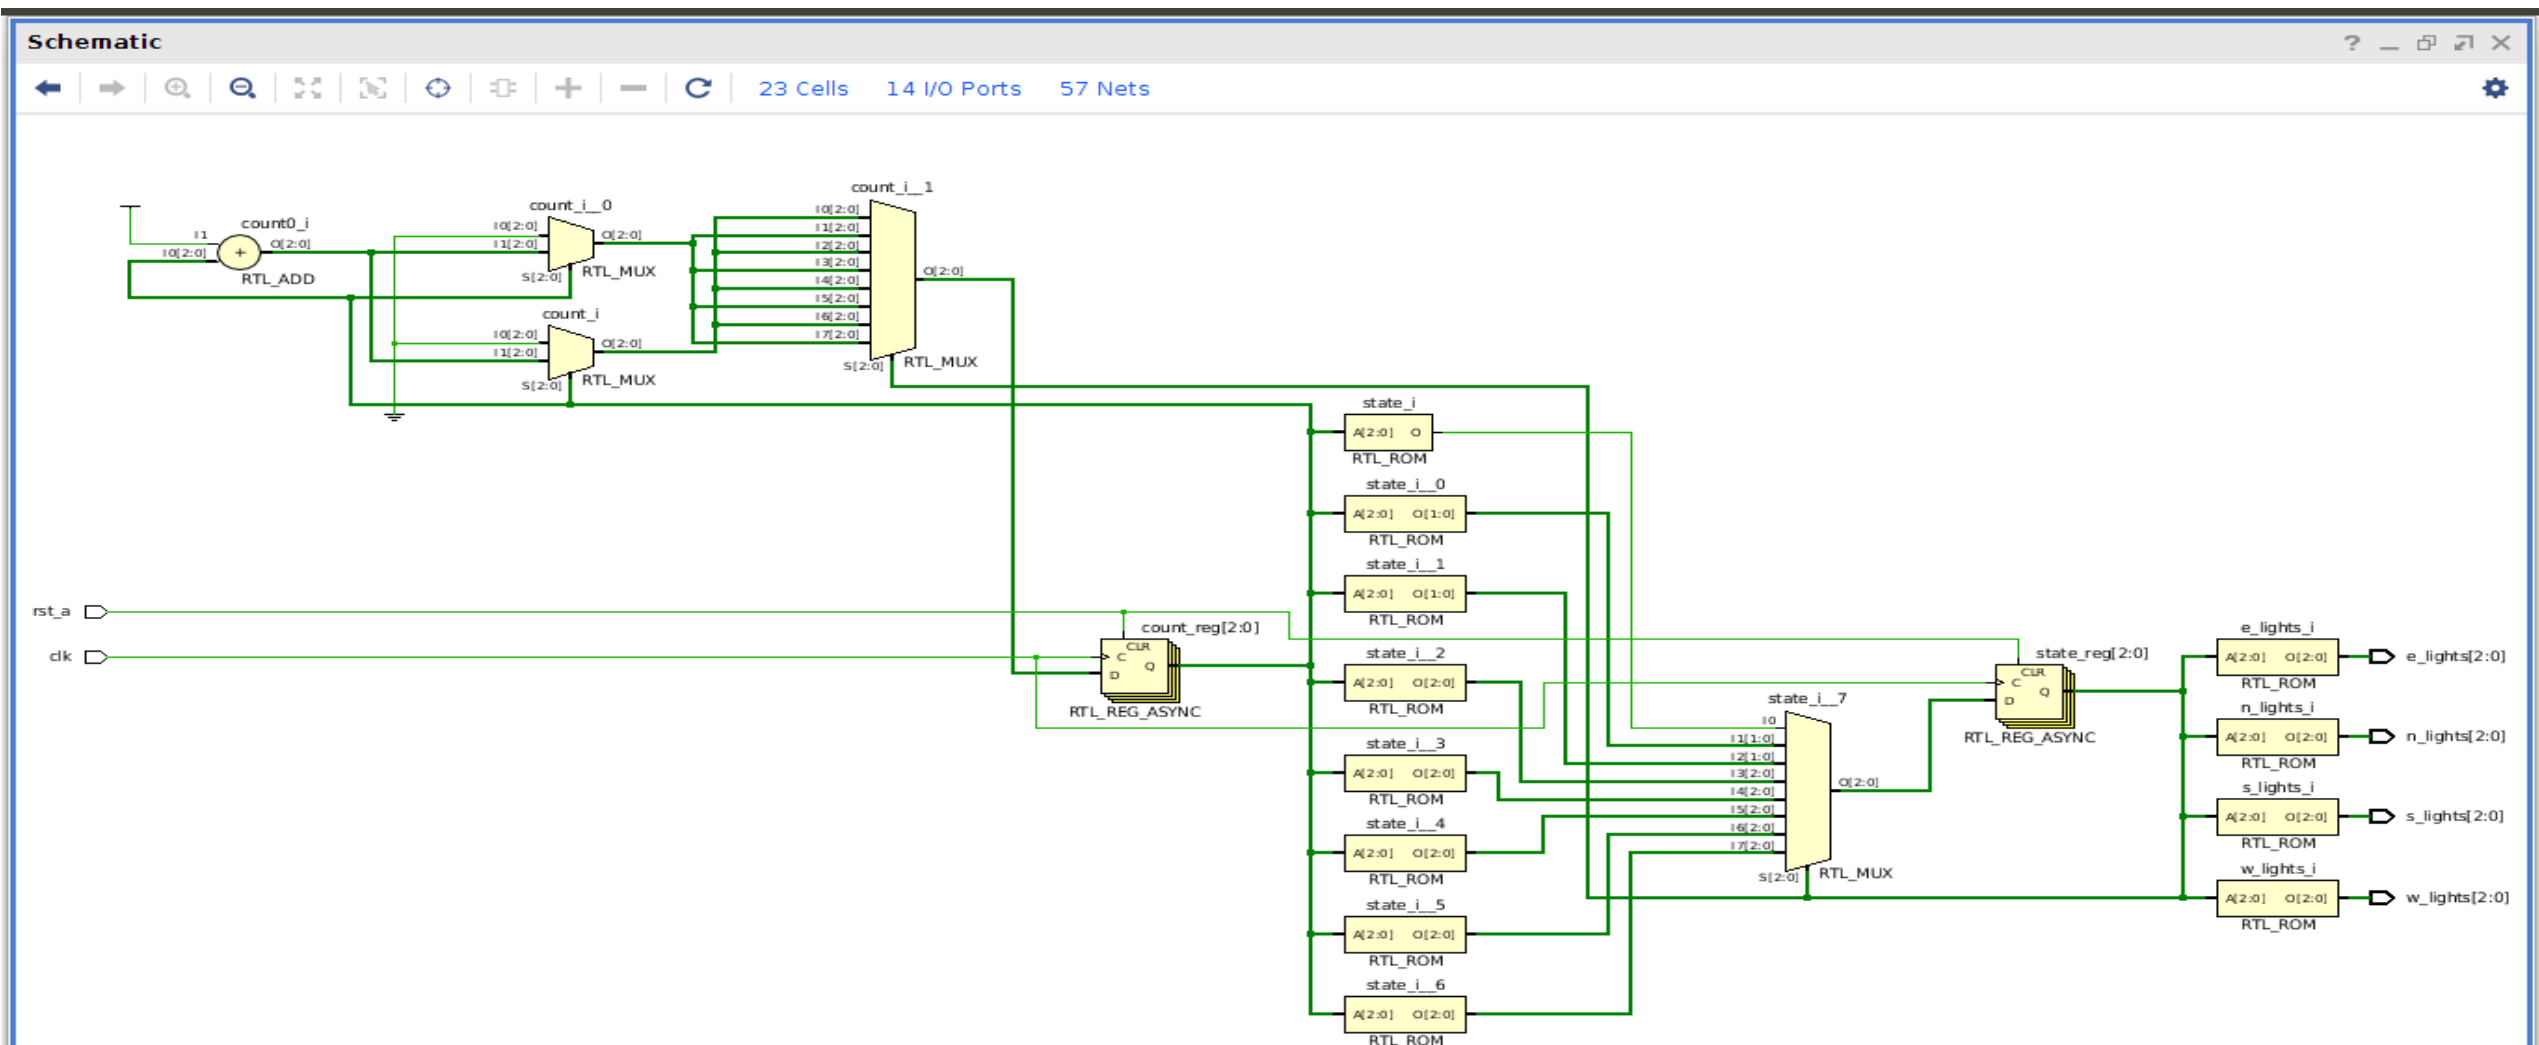 Schematic
?
23 Cells 14 I/O Ports 57 Nets
count_i__1
count_i__0
count0_i
I1
I0[2:0]
O[2:0]
RTL_ADD
I0[2:0]
I1[2:0]
S[2:0]
O[2:0]
RTL_MUX
count_i
I0[2:0]
I1[2:0]
S[2:0]
O[2:0]
RTL_MUX
I0[2:0]
I1[2:0]
I2[2:0]
I3[2:0]
I4[2:0]
I5[2:0]
I6[2:0]
I7[2:0]
S[2:0]
O[2:0]
RTL_MUX
state_i
A[2:0] O
RTL_ROM
state_i__0
A[2:0] O[1:0]
RTL_ROM
state_i__1
A[2:0] O[1:0]
RTL_ROM
state_i__2
A[2:0] O[2:0]
RTL_ROM
state_i__3
A[2:0] O[2:0]
RTL_ROM
state_i__4
A[2:0] O[2:0]
RTL_ROM
state_i__5
A[2:0] O[2:0]
RTL_ROM
state_i__6
A[2:0] O[2:0]
RTL_ROM
rst_a
clk
count_reg[2:0]
CLR
C
Q
D
RTL_REG_ASYNC
state_i__7
I0
I1[1:0]
I2[1:0]
I3[2:0]
I4[2:0]
I5[2:0]
I6[2:0]
I7[2:0]
S[2:0]
O[2:0]
RTL_MUX
state_reg[2:0]
CLR
C
Q
D
RTL_REG_ASYNC
e_lights_i
A[2:0] O[2:0]
e_lights[2:0]
RTL_ROM
n_lights_i
A[2:0] O[2:0]
n_lights[2:0]
RTL_ROM
s_lights_i
A[2:0] O[2:0]
s_lights[2:0]
RTL_ROM
w_lights_i
A[2:0] O[2:0]
w_lights[2:0]
RTL_ROM